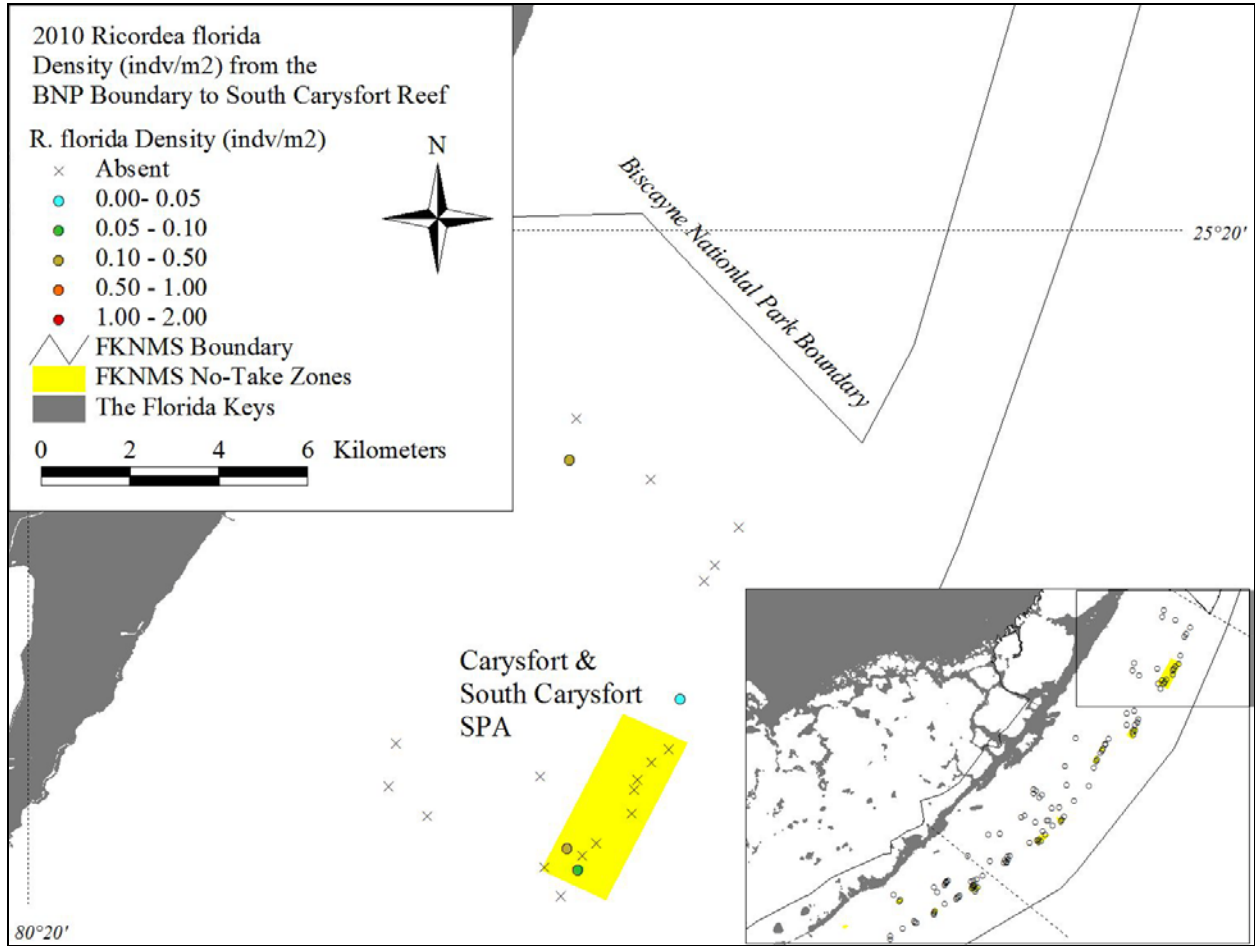 2010 Ricordea florida
Density (indv/m2) from the
BNP Boundary to South Carysfort Reef
R. florida Density (indv/m2)
N
Absent
0.00- 0.05
0.05 - 0.10
0.10 - 0.50
0.50 - 1.00
1.00 - 2.00
FKNMS Boundary
FKNMS No-Take Zones
The Florida Keys
0 2 4 6 Kilometers
Biscayne Nationlal Park Boundary
25°20'
Carysfort &
South Carysfort
SPA
80°20'